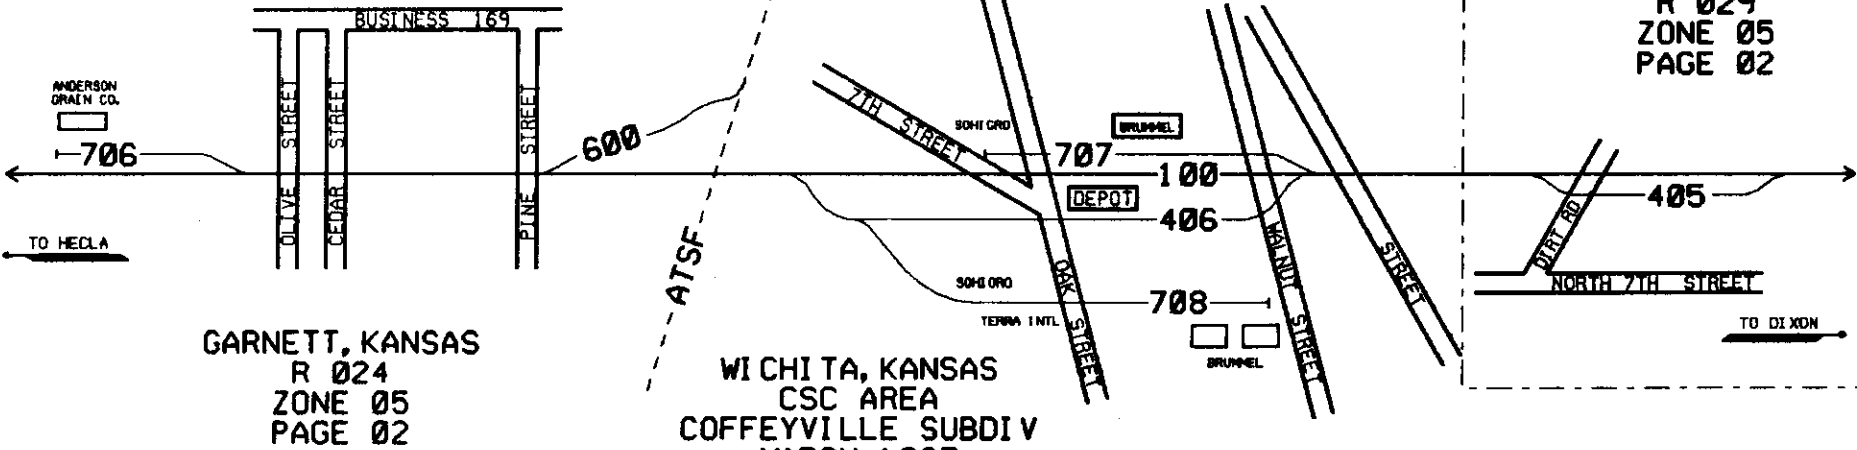 BUSINESS 169
ANDERSON
GRAIN CO.
706
OLIVE STREET
CEDAR STREET
PINE STREET
600
TO HECLA
ATSF
GARNETT, KANSAS
R 024
ZONE 05
PAGE 02
7TH STREET
SOHIGRO
BRUMMEL
707
100
DEPOT
406
OAK STREET
WALNUT STREET
STREET
SOHIGRO
708
TERRA INTL
BRUMMEL
WICHITA, KANSAS
CSC AREA
COFFEYVILLE SUBDIV
R 029
ZONE 05
PAGE 02
405
DIRT RD
NORTH 7TH STREET
TO DIXON